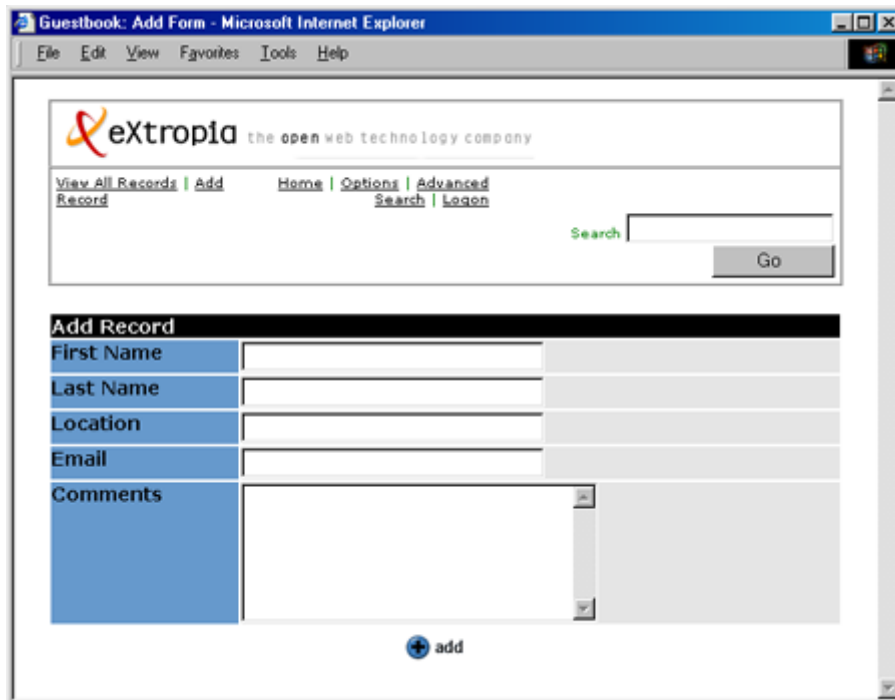 Guestbook: Add Form - Microsoft Internet Explorer
File Edit View Favorites Tools Help
eXtropia the open web technology company
View All Records | Add Record
Home | Options | Advanced Search | Logon
Search
Go
Add Record
First Name
Last Name
Location
Email
Comments
add